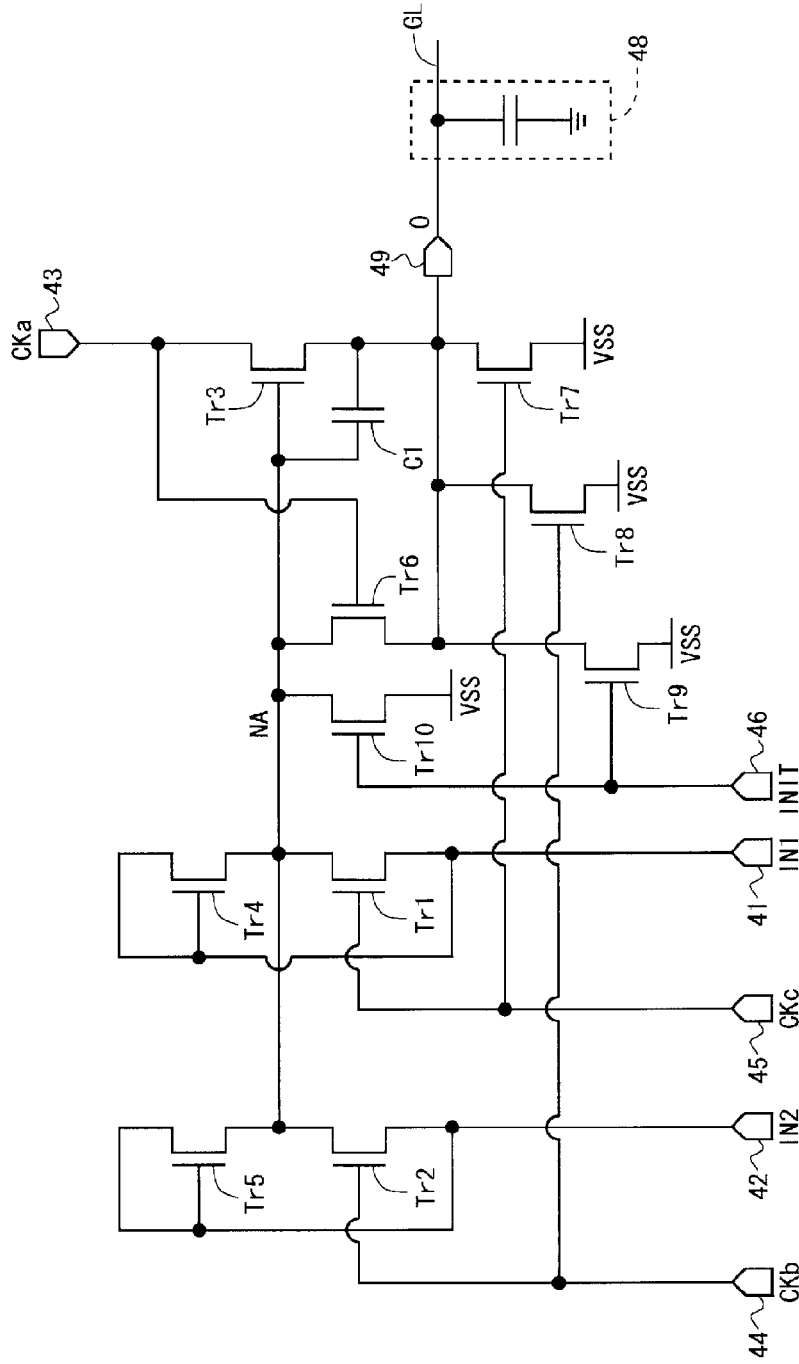 GL
48
O
49
CKa
43
Tr3
C1
Tr7
VSS
Tr6
Tr8
VSS
NA
Tr10
VSS
Tr9
VSS
46
INIT
Tr4
Tr1
41
IN1
45
CKc
Tr5
Tr2
42
IN2
44
CKb